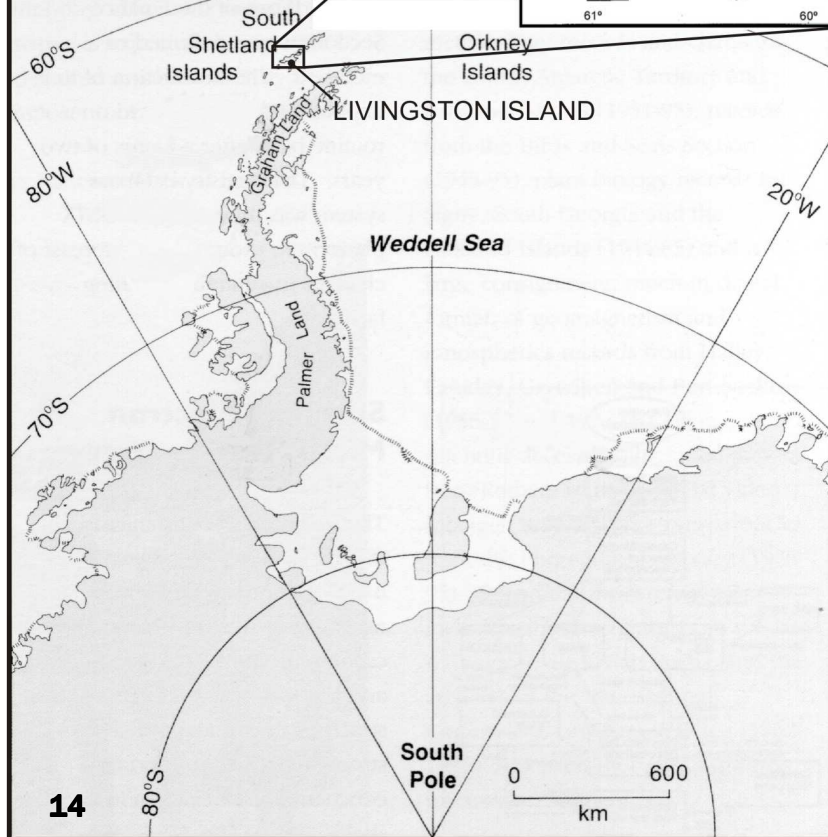 61°
60°
South
Shetland
Islands
Orkney
Islands
60°S
LIVINGSTON ISLAND
Graham Land
80°W
20°W
Weddell Sea
Palmer Land
70°S
South
Pole
0 600
km
80°S
14